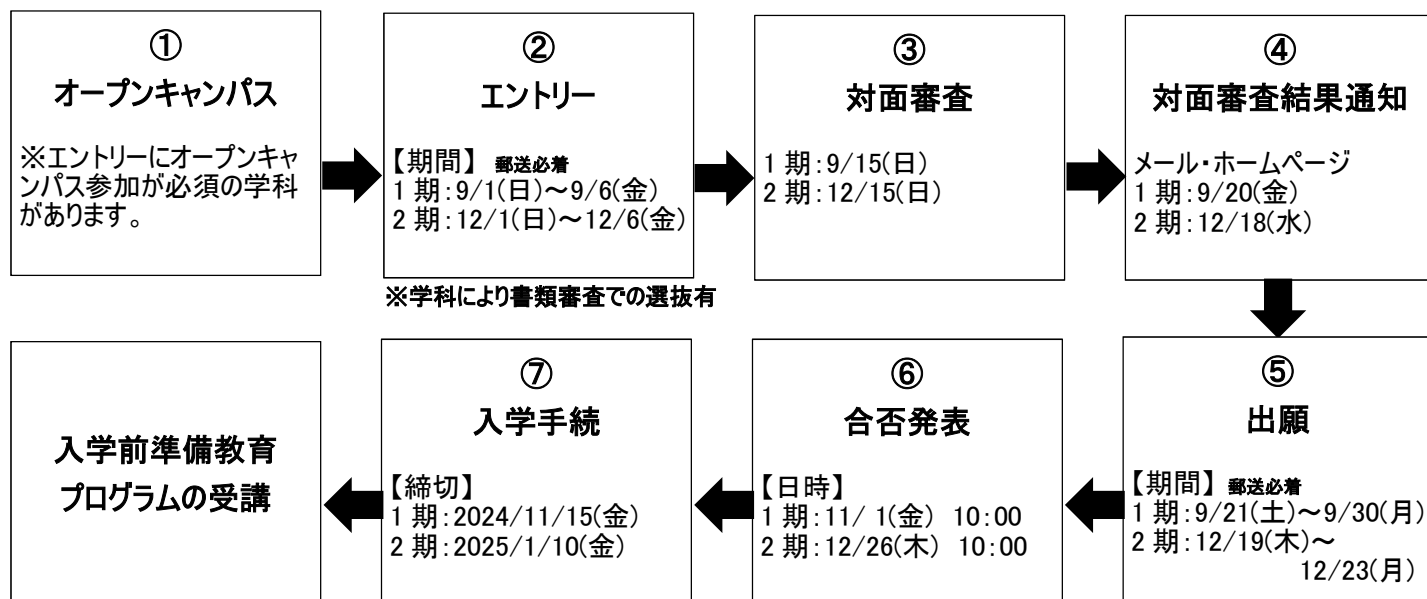 ①
オープンキャンパス
※エントリーにオープンキャ
ンパス参加が必須の学科
があります。
②
エントリー
【期間】 郵送必着
1期：9/1(日)～9/6(金)
2期：12/1(日)～12/6(金)
※学科により書類審査での選抜有
③
対面審査
1期：9/15(日)
2期：12/15(日)
④
対面審査結果通知
メール・ホームページ
1期：9/20(金)
2期：12/18(水)
⑤
出願
【期間】 郵送必着
1期：9/21(土)～9/30(月)
2期：12/19(木)～
12/23(月)
⑥
合否発表
【日時】
1期：11/ 1(金) 10:00
2期：12/26(木) 10:00
⑦
入学手続
【締切】
1期：2024/11/15(金)
2期：2025/1/10(金)
入学前準備教育
プログラムの受講